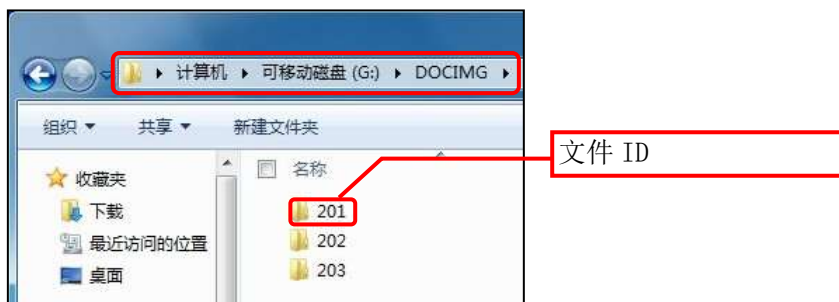 计算机 ▸ 可移动磁盘 (G:) ▸ DOCIMG ▸
组织 ▼ 共享 ▼ 新建文件夹
收藏夹
下载
最近访问的位置
桌面
名称
201
202
203
文件 ID